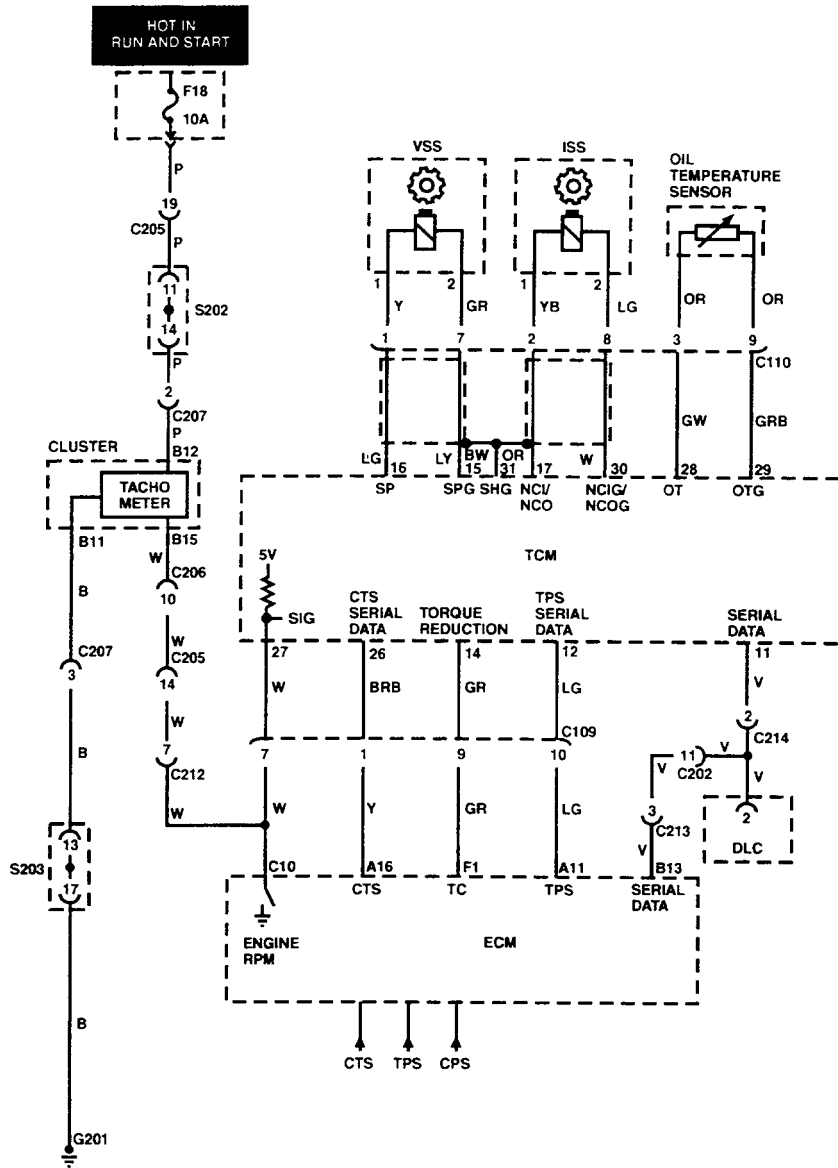 HOT IN
RUN AND START
F18
10A
P
19
C205
P
11
S202
14
P
2
C207
P
B12
CLUSTER
TACHO
METER
B11
B15
W
C206
10
B
W
C207
C205
3
14
W
7
C212
B
W
13
S203
17
B
G201
VSS
ISS
OIL
TEMPERATURE
SENSOR
1
2
1
2
Y
GR
YB
LG
OR
OR
1
7
2
8
3
9
C110
GW
GRB
LG
16
LY
BW
15
OR
31
17
W
30
28
29
SP
SPG
SHG
NCI/
NCO
NCIG/
NCOG
OT
OTG
TCM
5V
SIG
CTS
SERIAL
DATA
TORQUE
REDUCTION
TPS
SERIAL
DATA
SERIAL
DATA
27
26
14
12
11
W
BRB
GR
LG
V
C109
2
C214
7
1
9
10
V
11
V
C202
V
W
Y
GR
LG
3
C213
2
V
DLC
C10
A16
F1
A11
B13
CTS
TC
TPS
SERIAL
DATA
ENGINE
RPM
ECM
CTS
TPS
CPS